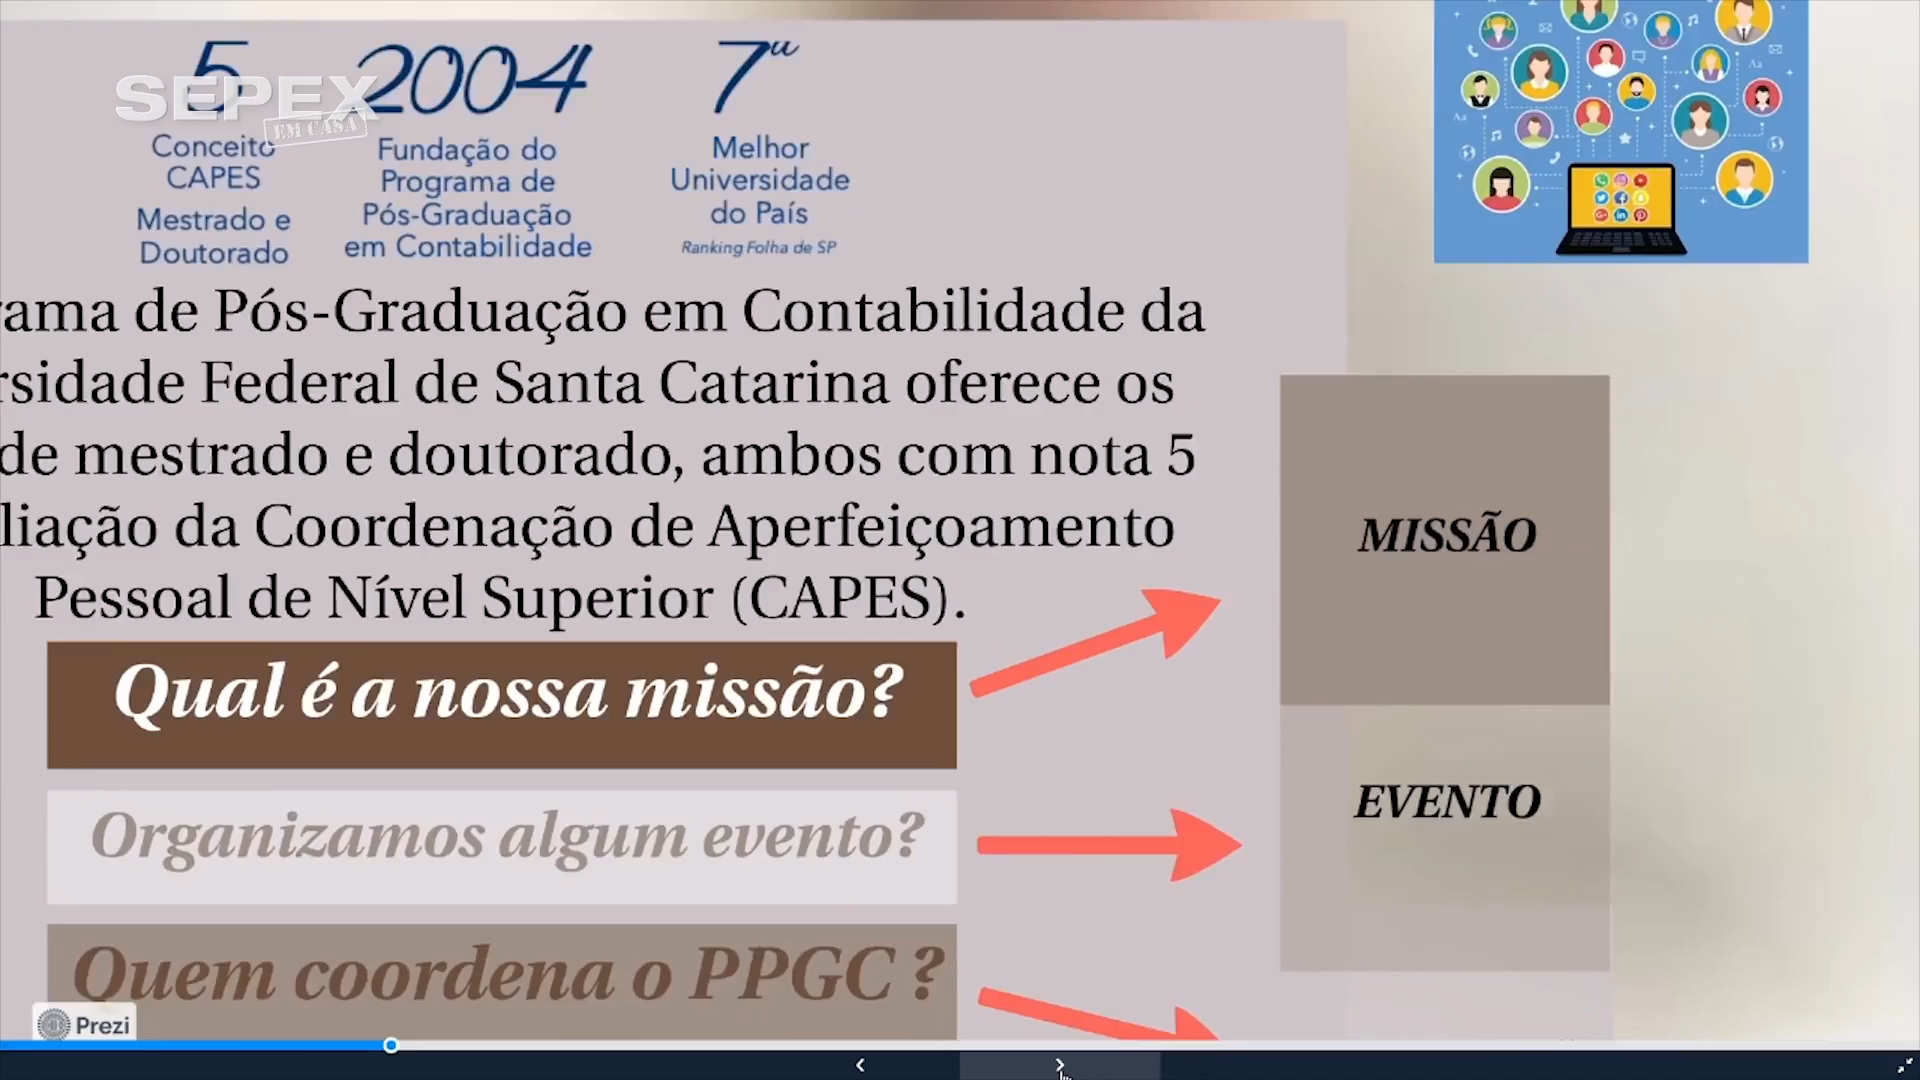 5
2004
7ª
SEPEX
EM CASA
Conceito
CAPES
Mestrado e
Doutorado
Fundação do
Programa de
Pós-Graduação
em Contabilidade
Melhor
Universidade
do País
Ranking Folha de SP
rama de Pós-Graduação em Contabilidade da
rsidade Federal de Santa Catarina oferece os
de mestrado e doutorado, ambos com nota 5
liação da Coordenação de Aperfeiçoamento
Pessoal de Nível Superior (CAPES).
Qual é a nossa missão?
Organizamos algum evento?
Quem coordena o PPGC ?
MISSÃO
EVENTO
Prezi